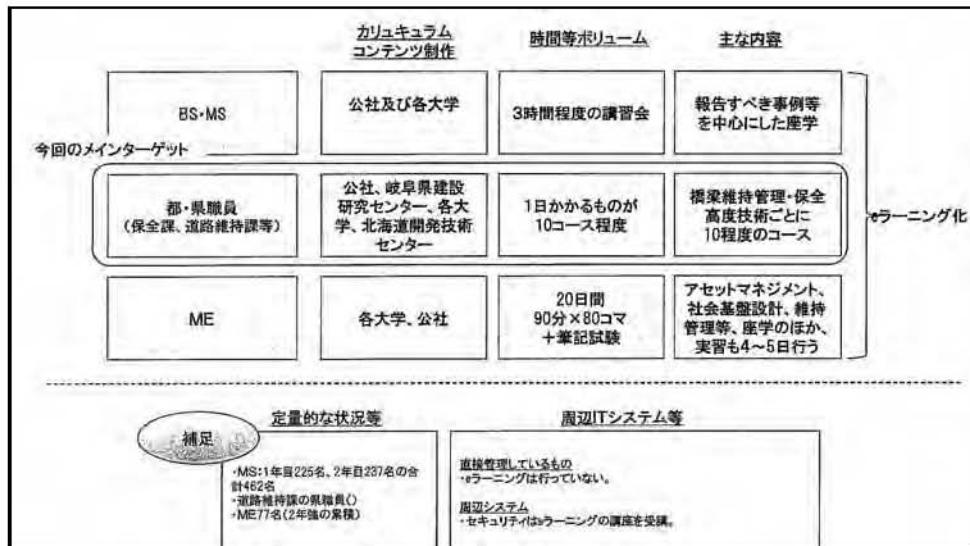 カリュキュラム
コンテンツ制作
時間等ボリューム
主な内容
BS・MS
公社及び各大学
3時間程度の講習会
報告すべき事例等
を中心にした座学
今回のメインターゲット
都・県職員
(保全課、道路維持課等)
公社、岐阜県建設
研究センター、各大
学、北海道開発技術
センター
1日かかるものが
10コース程度
橋梁維持管理・保全
高度技術ごとに
10程度のコース
eラーニング化
ME
各大学、公社
20日間
90分×80コマ
+筆記試験
アセットマネジメント、
社会基盤設計、維持
管理等、座学のほか、
実習も4~5日行う
補足
定量的な状況等
・MS:1年目225名、2年目237名の合
計462名
・道路維持課の県職員()
・ME77名(2年強の累積)
周辺ITシステム等
直接管理しているもの
・eラーニングは行っていない。
周辺システム
・セキュリティはeラーニングの講座を受講。